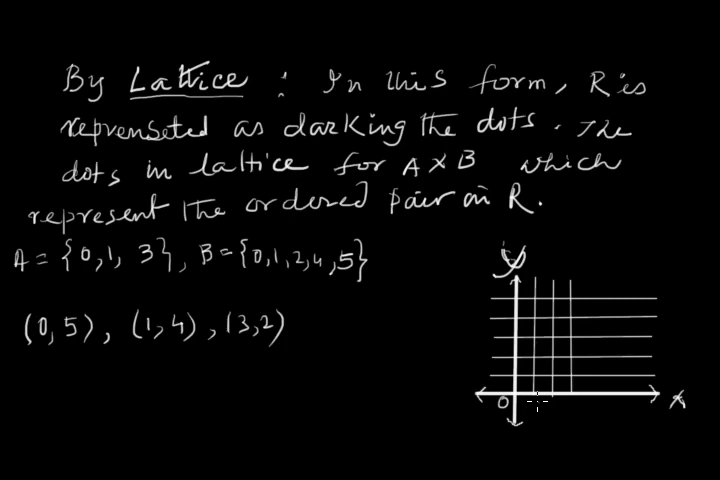 By Lattice : In this form, R is
reprenseted as darking the dots. The
dots in lattice for A×B which
represent the ordered pair in R.
A = {0,1, 3}, B={0,1,2,4,5}
(0,5), (1,4), (3,2)
y
0
x